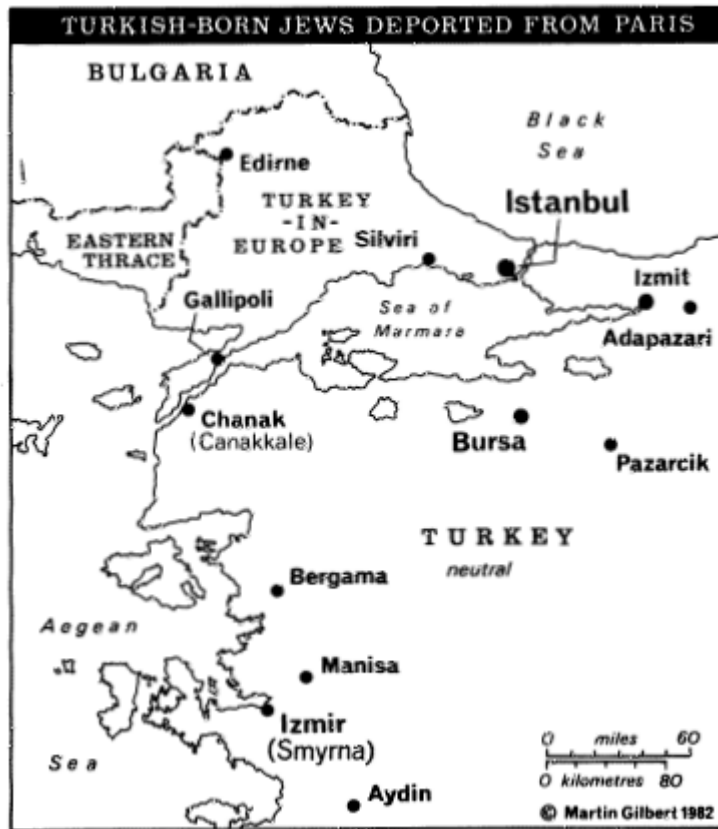 TURKISH-BORN JEWS DEPORTED FROM PARIS
BULGARIA
Black
Sea
Edirne
TURKEY
-IN-
EUROPE
Istanbul
EASTERN
THRACE
Silviri
Izmit
Gallipoli
Sea of
Marmara
Adapazari
Chanak
(Canakkale)
Bursa
Pazarcik
TURKEY
neutral
Bergama
Aegean
Sea
Manisa
Izmir
(Smyrna)
Aydin
0 miles 60
0 kilometres 80
© Martin Gilbert 1982